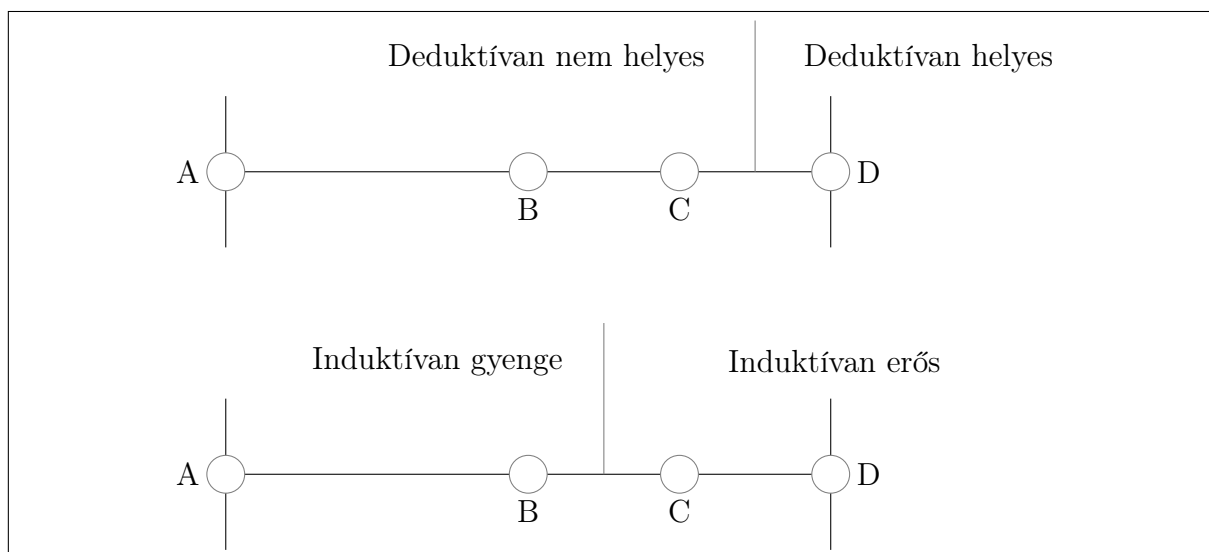 Deduktívan nem helyes Deduktívan helyes
A D
B C
Induktívan gyenge Induktívan erős
A D
B C